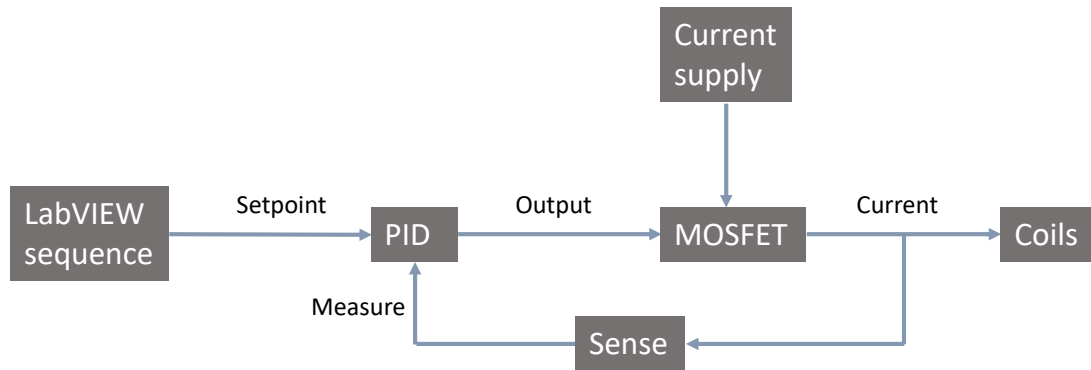 Current
supply
LabVIEW
sequence
Setpoint
PID
Output
MOSFET
Current
Coils
Measure
Sense